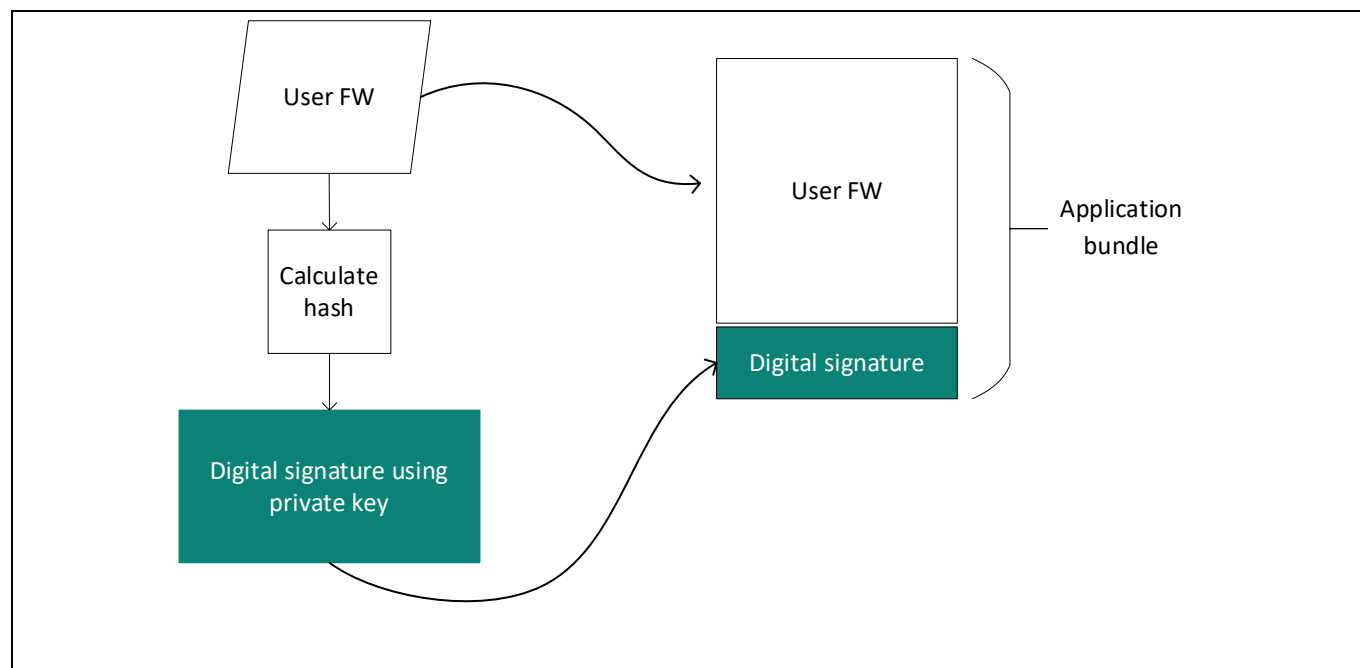 User FW
Calculate
hash
Digital signature using
private key
User FW
Digital signature
Application
bundle